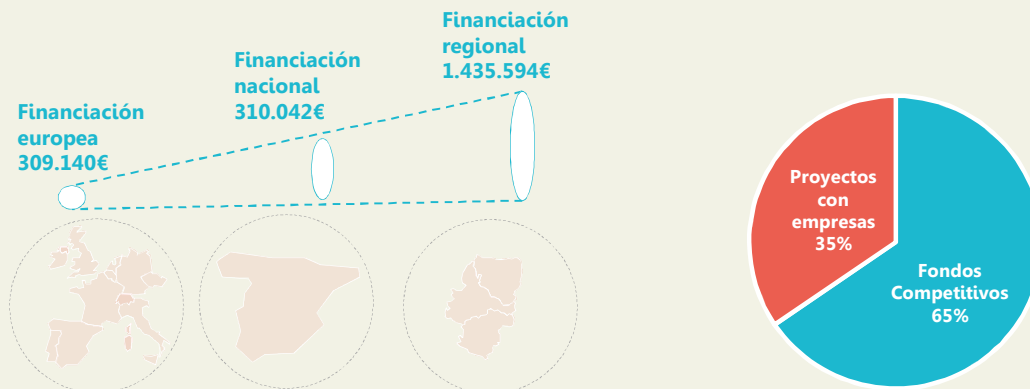 Financiación
europea
309.140€
Financiación
nacional
310.042€
Financiación
regional
1.435.594€
Proyectos
con
empresas
35%
Fondos
Competitivos
65%